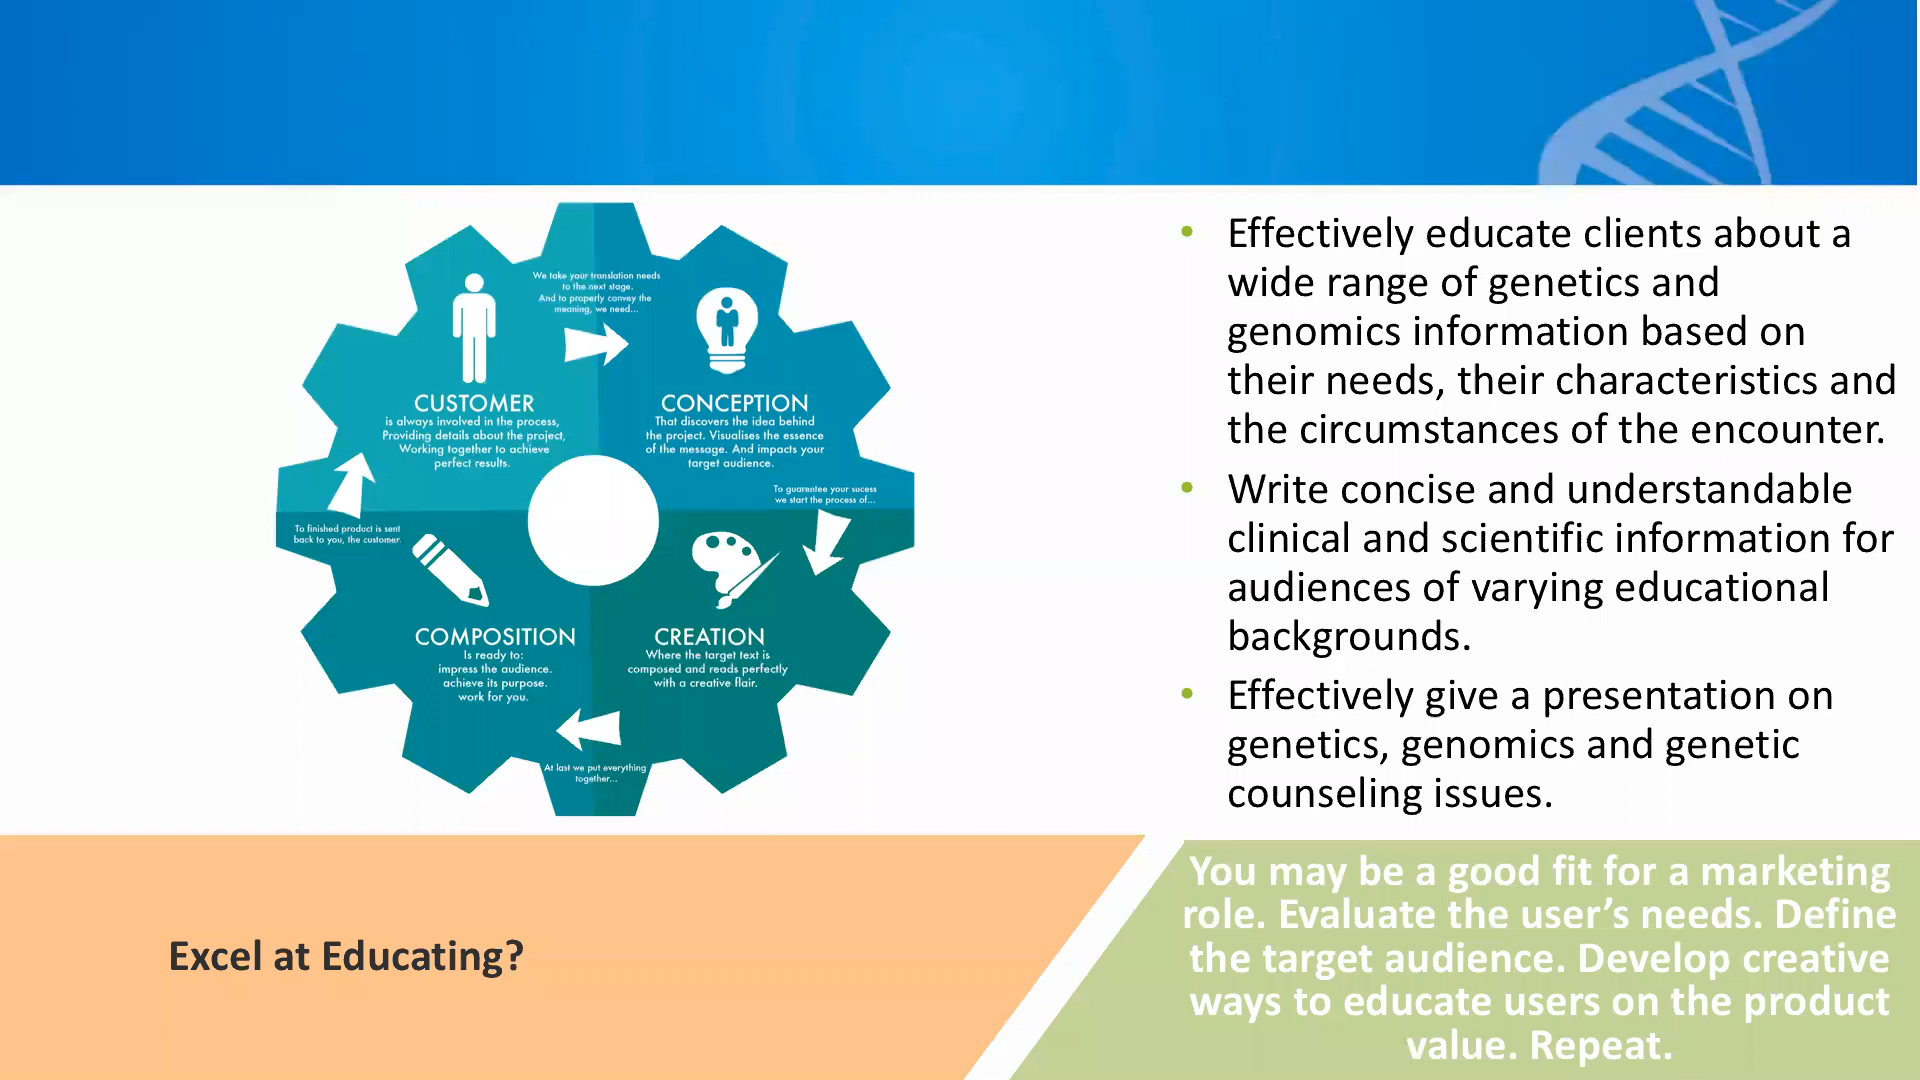 We take your translation needs
to the next stage.
And to properly convey the
meaning, we need...
CUSTOMER
is always involved in the process,
Providing details about the project,
Working together to achieve
perfect results.
CONCEPTION
That discovers the idea behind
the project. Visualises the essence
of the message. And impacts your
target audience.
To guarentee your sucess
we start the process of...
To finished product is sent
back to you, the customer.
COMPOSITION
Is ready to:
impress the audience.
achieve its purpose.
work for you.
CREATION
Where the target text is
composed and reads perfectly
with a creative flair.
At last we put everything
together...
• Effectively educate clients about a
wide range of genetics and
genomics information based on
their needs, their characteristics and
the circumstances of the encounter.
• Write concise and understandable
clinical and scientific information for
audiences of varying educational
backgrounds.
• Effectively give a presentation on
genetics, genomics and genetic
counseling issues.
Excel at Educating?
You may be a good fit for a marketing
role. Evaluate the user’s needs. Define
the target audience. Develop creative
ways to educate users on the product
value. Repeat.